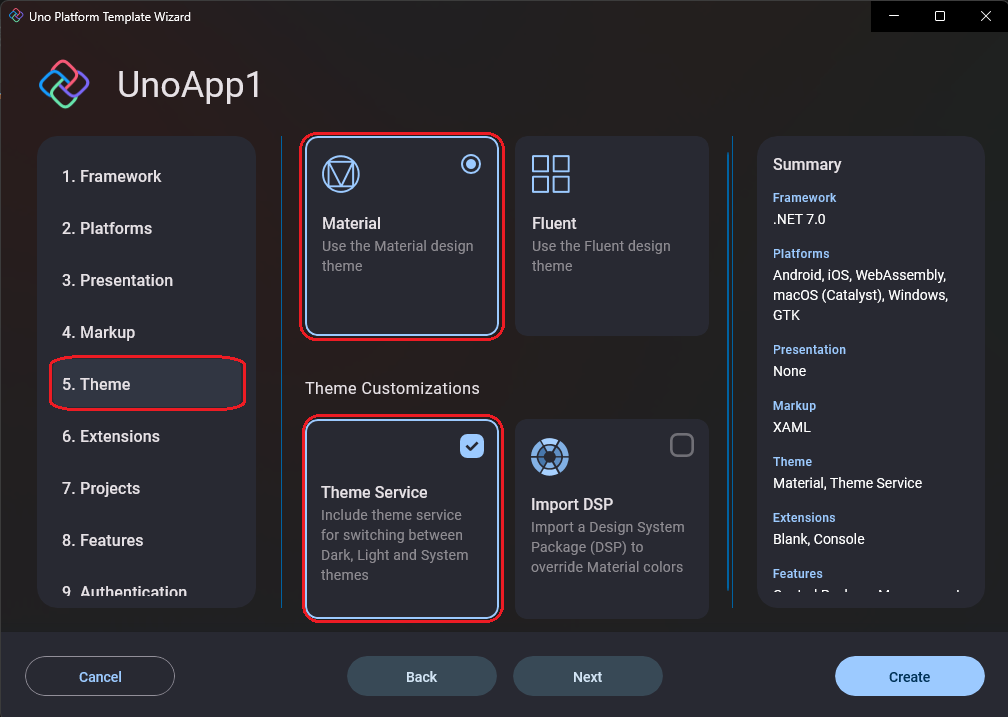 Uno Platform Template Wizard
UnoApp1
1. Framework
2. Platforms
3. Presentation
4. Markup
5. Theme
6. Extensions
7. Projects
8. Features
9. Authentication
Material
Use the Material design
theme
Fluent
Use the Fluent design
theme
Theme Customizations
Theme Service
Include theme service
for switching between
Dark, Light and System
themes
Import DSP
Import a Design System
Package (DSP) to
override Material colors
Summary
Framework
.NET 7.0
Platforms
Android, iOS, WebAssembly,
macOS (Catalyst), Windows,
GTK
Presentation
None
Markup
XAML
Theme
Material, Theme Service
Extensions
Blank, Console
Features
Cancel
Back
Next
Create